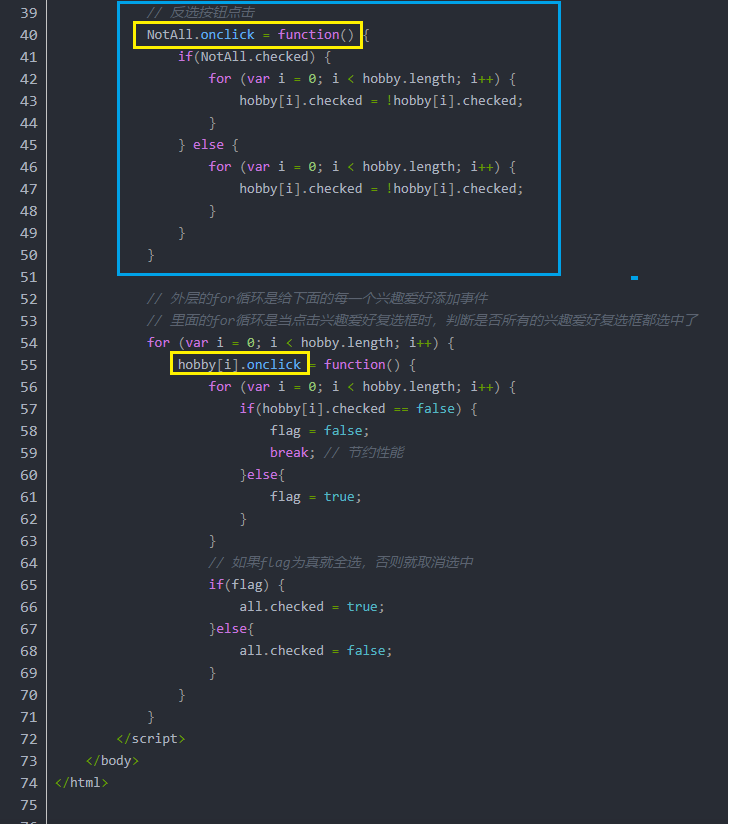 39 // 反选按钮点击
40 NotAll.onclick = function() {
41 if(NotAll.checked) {
42 for (var i = 0; i < hobby.length; i++) {
43 hobby[i].checked = !hobby[i].checked;
44 }
45 } else {
46 for (var i = 0; i < hobby.length; i++) {
47 hobby[i].checked = !hobby[i].checked;
48 }
49 }
50 }
51
52 // 外层的for循环是给下面的每一个兴趣爱好添加事件
53 // 里面的for循环是当点击兴趣爱好复选框时，判断是否所有的兴趣爱好复选框都选中了
54 for (var i = 0; i < hobby.length; i++) {
55 hobby[i].onclick = function() {
56 for (var i = 0; i < hobby.length; i++) {
57 if(hobby[i].checked == false) {
58 flag = false;
59 break; // 节约性能
60 }else{
61 flag = true;
62 }
63 }
64 // 如果flag为真就全选，否则就取消选中
65 if(flag) {
66 all.checked = true;
67 }else{
68 all.checked = false;
69 }
70 }
71 }
72 </script>
73 </body>
74 </html>
75